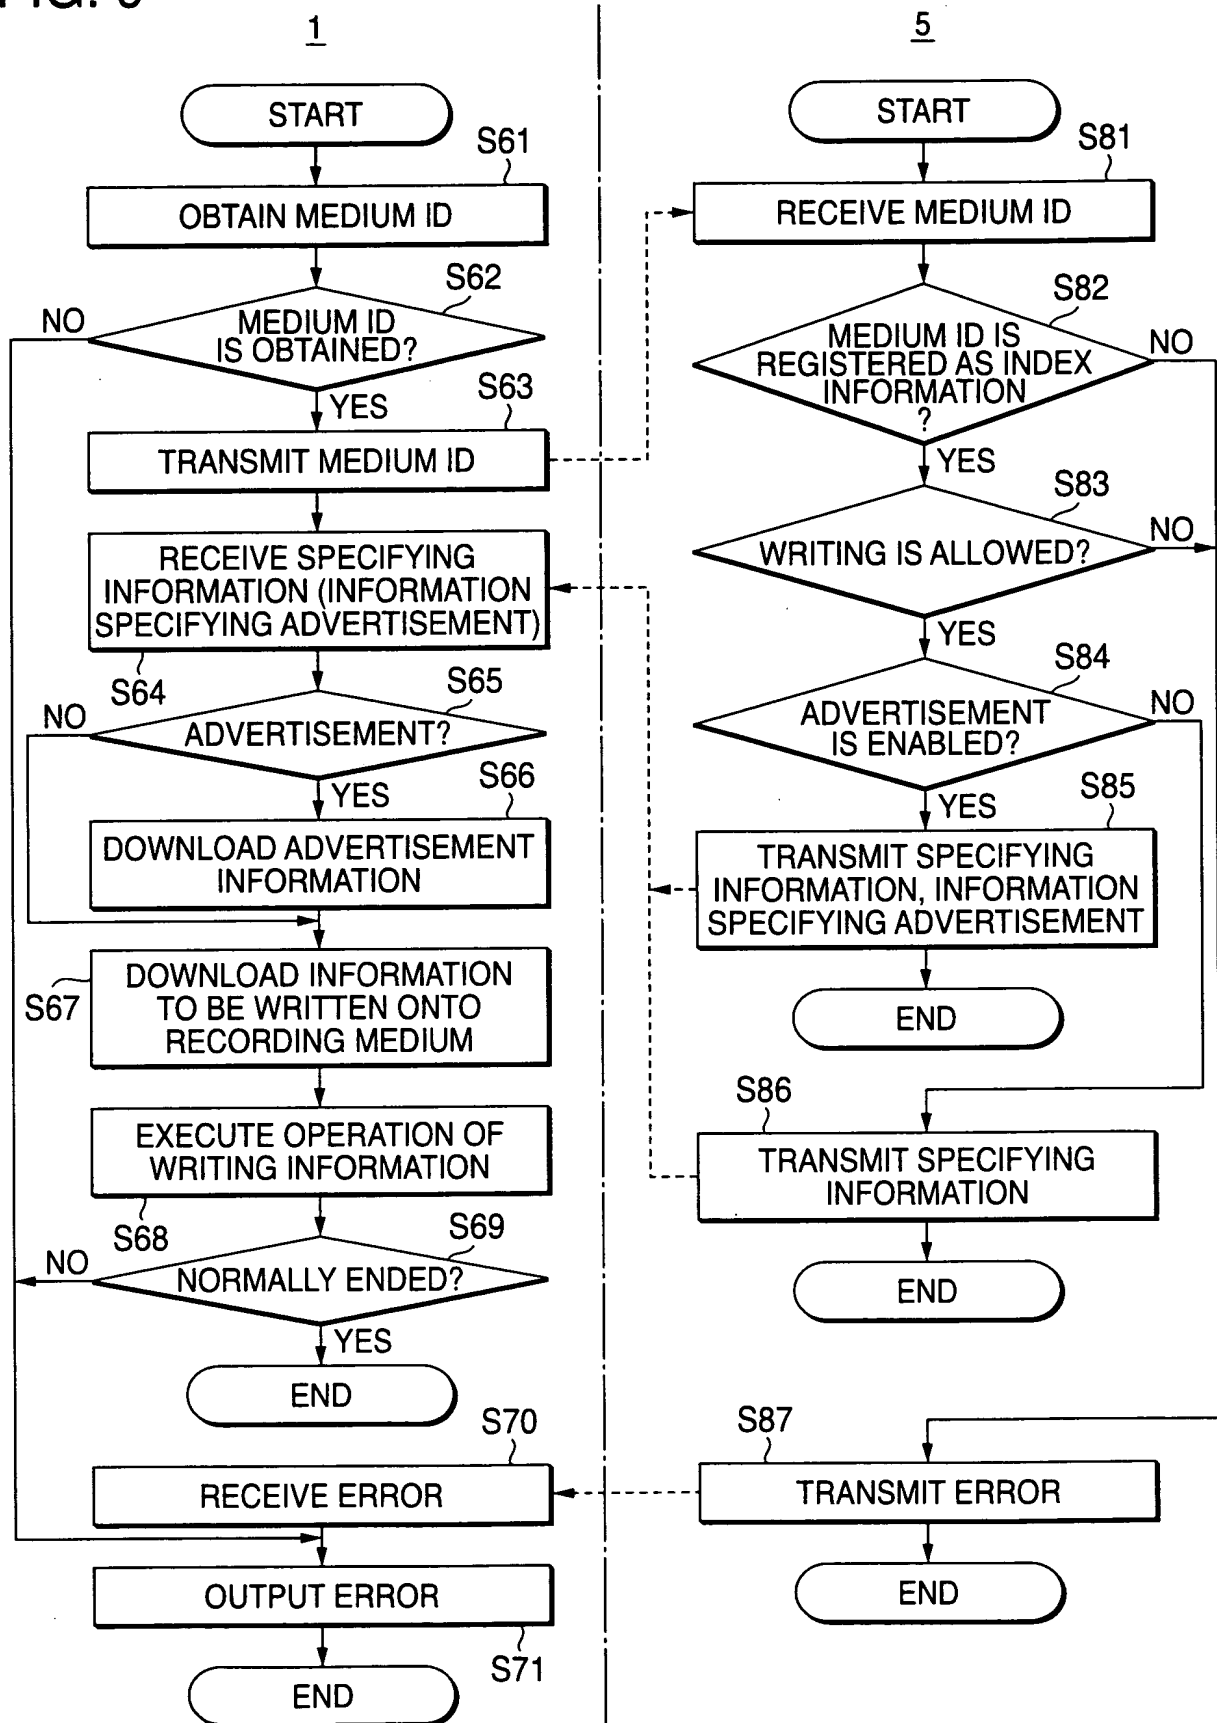 1
START
S61
OBTAIN MEDIUM ID
S62
NO
MEDIUM ID
IS OBTAINED?
YES
S63
TRANSMIT MEDIUM ID
RECEIVE SPECIFYING
INFORMATION (INFORMATION
SPECIFYING ADVERTISEMENT)
S64
S65
NO
ADVERTISEMENT?
YES
S66
DOWNLOAD ADVERTISEMENT
INFORMATION
DOWNLOAD INFORMATION
TO BE WRITTEN ONTO
RECORDING MEDIUM
S67
EXECUTE OPERATION OF
WRITING INFORMATION
S68
S69
NO
NORMALLY ENDED?
YES
END
S70
RECEIVE ERROR
OUTPUT ERROR
S71
END
5
START
S81
RECEIVE MEDIUM ID
S82
MEDIUM ID IS
REGISTERED AS INDEX
INFORMATION
?
NO
YES
S83
WRITING IS ALLOWED?
NO
YES
S84
ADVERTISEMENT
IS ENABLED?
NO
YES
S85
TRANSMIT SPECIFYING
INFORMATION, INFORMATION
SPECIFYING ADVERTISEMENT
END
S86
TRANSMIT SPECIFYING
INFORMATION
END
S87
TRANSMIT ERROR
END